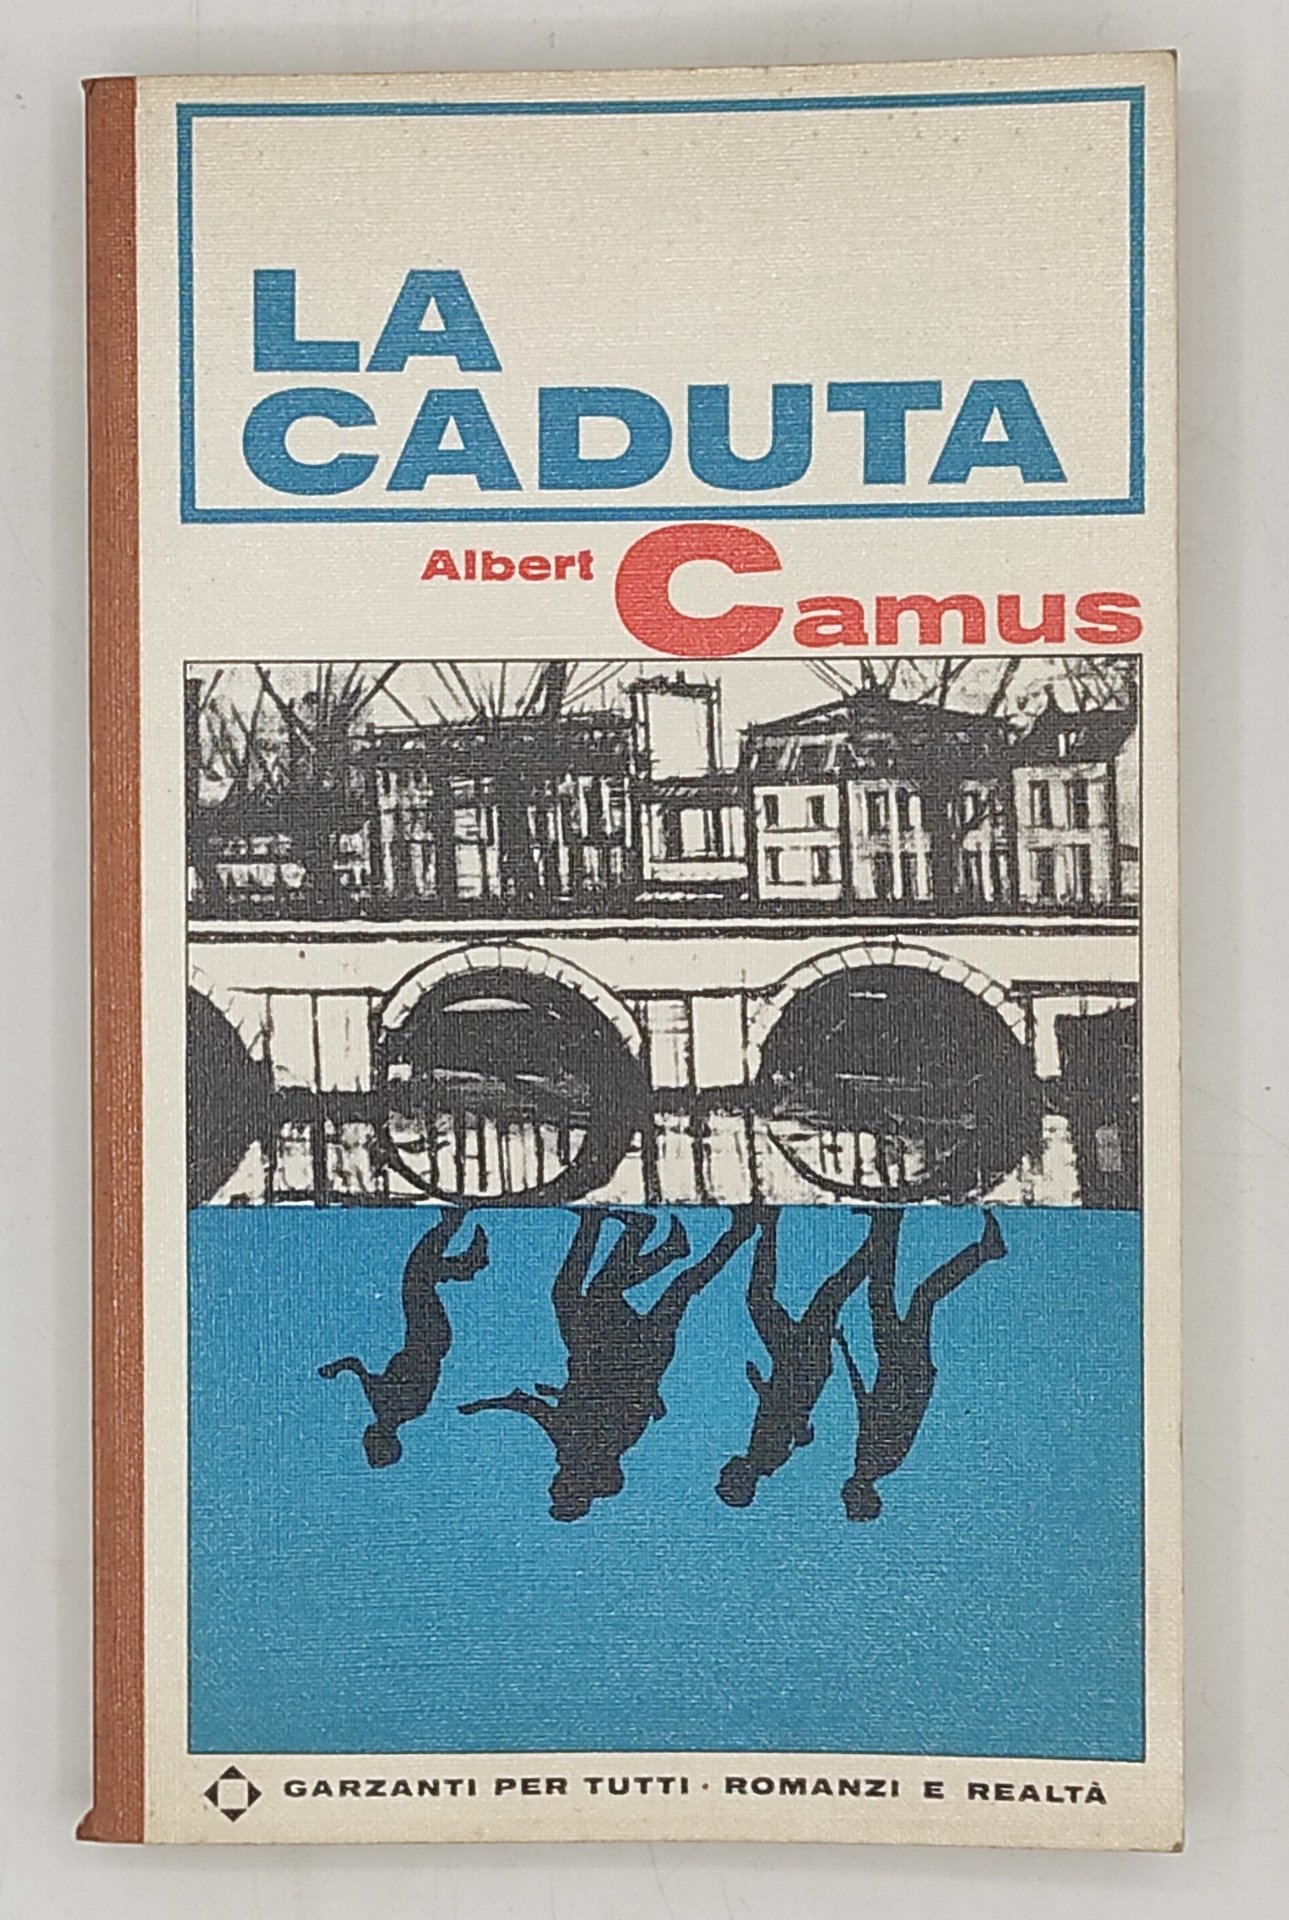 LA
CADUTA
Albert Camus
GARZANTI PER TUTTI · ROMANZI E REALTÀ